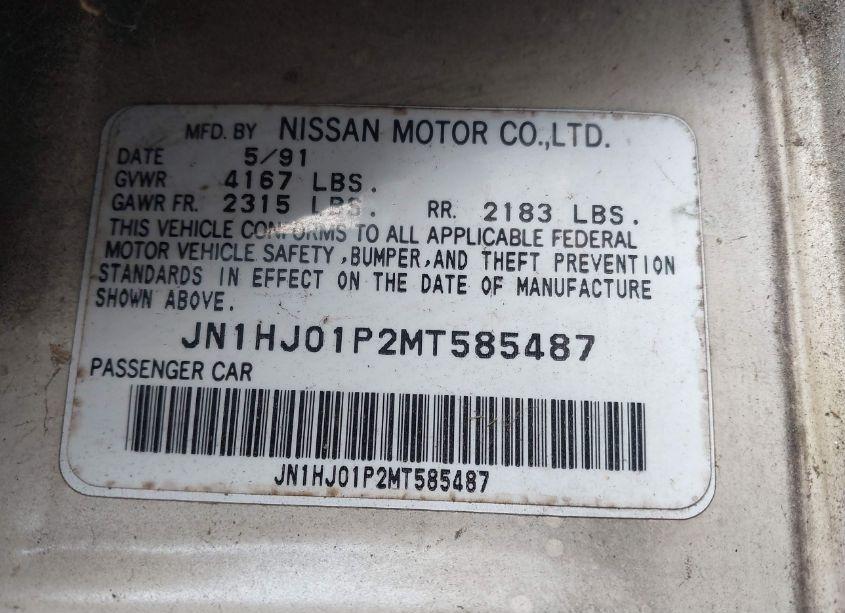 MFD. BY NISSAN MOTOR CO.,LTD.
DATE 5/91
GVWR 4167 LBS.
GAWR FR. 2315 LBS. RR. 2183 LBS.
THIS VEHICLE CONFORMS TO ALL APPLICABLE FEDERAL
MOTOR VEHICLE SAFETY ,BUMPER,AND THEFT PREVENTION
STANDARDS IN EFFECT ON THE DATE OF MANUFACTURE
SHOWN ABOVE.
JN1HJ01P2MT585487
PASSENGER CAR
JN1HJ01P2MT585487